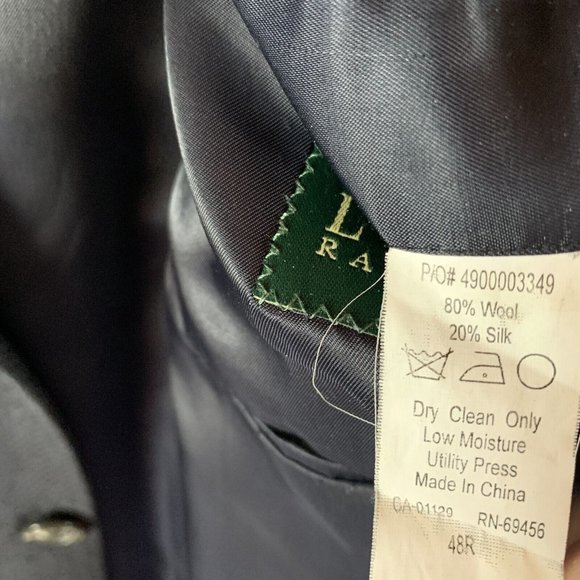 L
RA
P/O# 4900003349
80% Wool
20% Silk
Dry Clean Only
Low Moisture
Utility Press
Made In China
CA-01129 RN-69456
48R